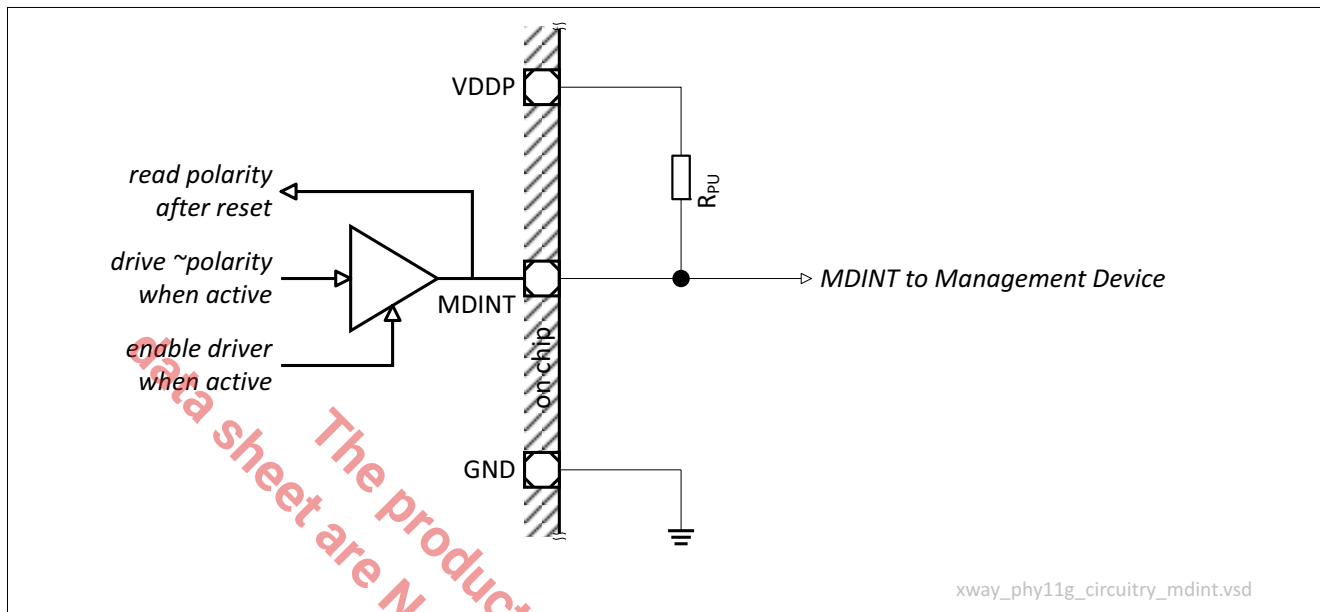 VDDP
read polarity
after reset
R_PU
drive ~polarity
when active
MDINT
MDINT to Management Device
enable driver
when active
on chip
GND
The product
data sheet are N
xway_phy11g_circuitry_mdint.vsd